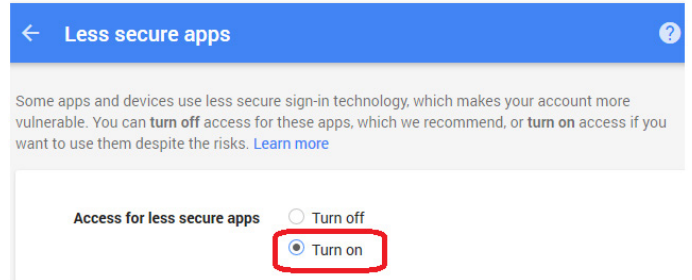 Less secure apps
Some apps and devices use less secure sign-in technology, which makes your account more
vulnerable. You can turn off access for these apps, which we recommend, or turn on access if you
want to use them despite the risks. Learn more
Access for less secure apps
Turn off
Turn on